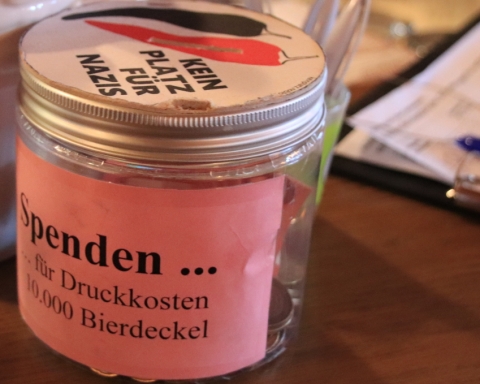 KEIN
PLATZ
FÜR
NAZIS
Spenden ...
... für Druckkosten
10.000 Bierdeckel